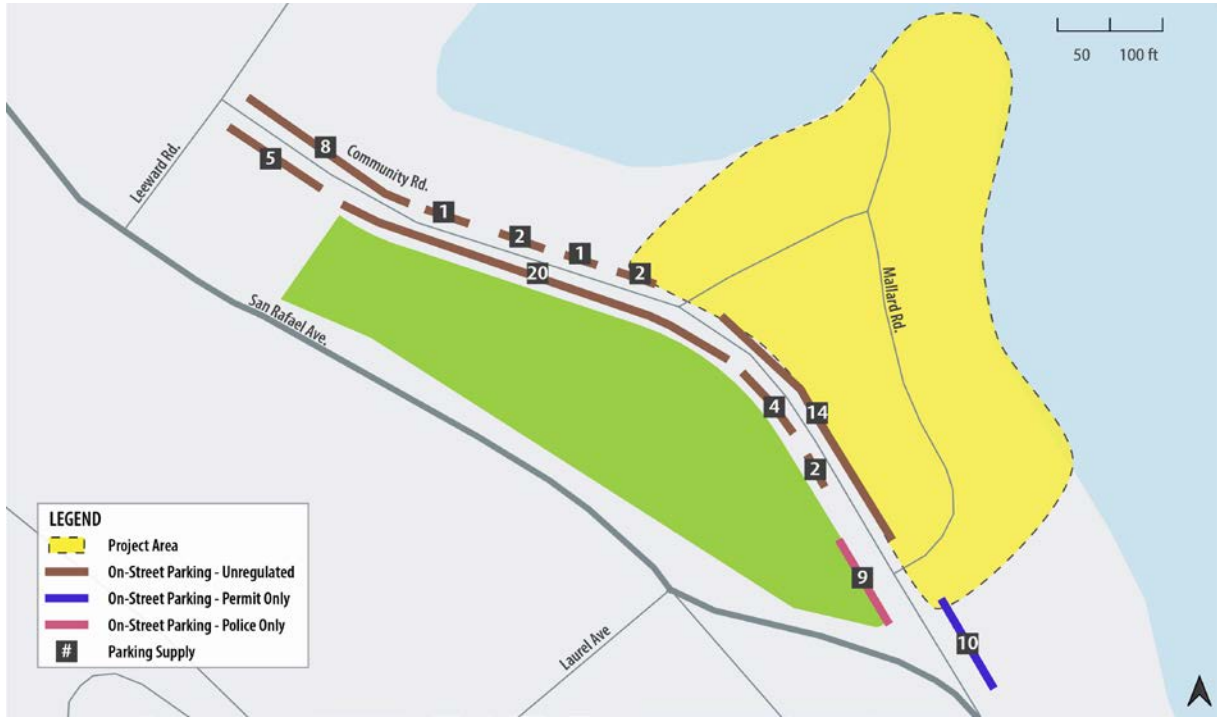 50 100 ft
Leeward Rd.
8
5
Community Rd.
1
2
1
2
20
San Rafael Ave.
Mallard Rd.
4
14
2
9
10
Laurel Ave
LEGEND
Project Area
On-Street Parking - Unregulated
On-Street Parking - Permit Only
On-Street Parking - Police Only
# Parking Supply